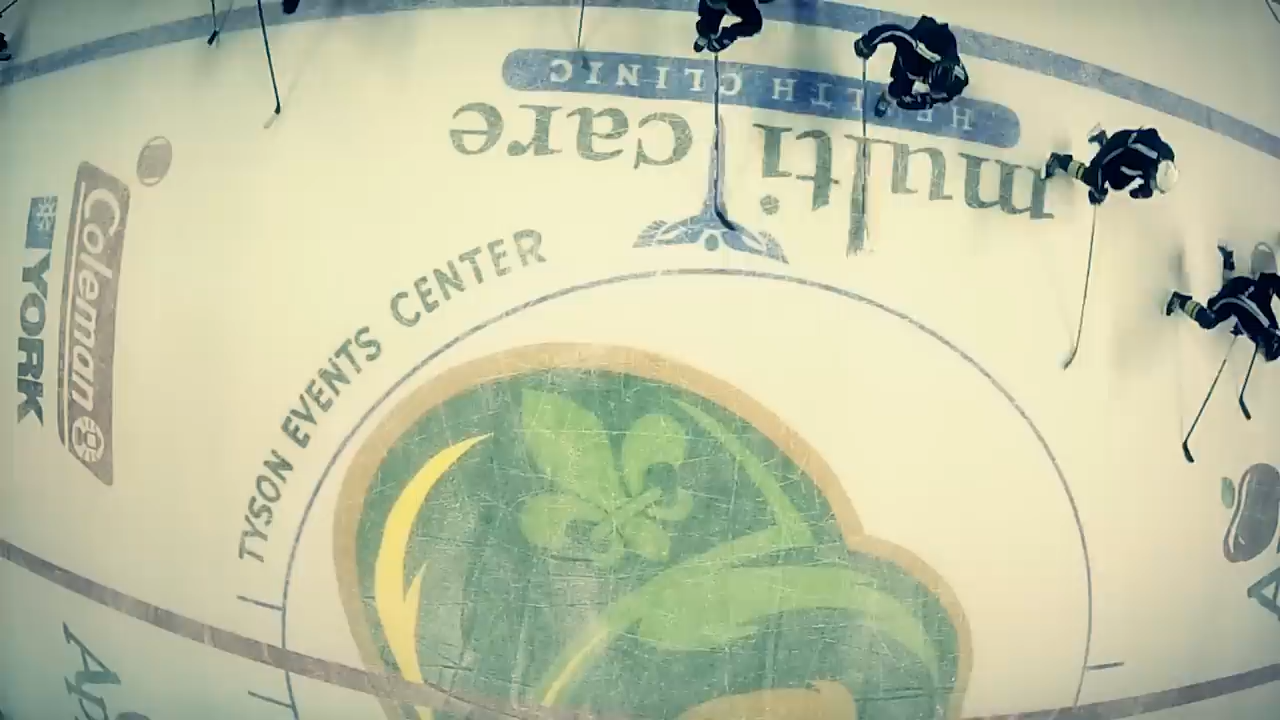 multi care
HEALTH CLINIC
TYSON EVENTS CENTER
Coleman
YORK